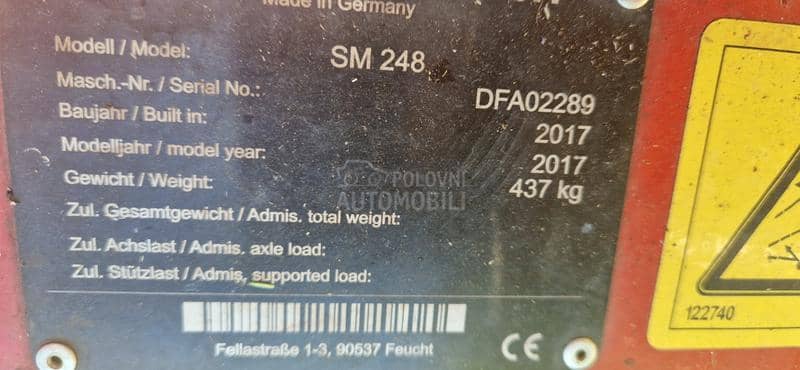 Made in Germany
Modell / Model: SM 248
Masch.-Nr. / Serial No.: DFA02289
Baujahr / Built in: 2017
Modelljahr / model year: 2017
Gewicht / Weight: 437 kg
POLOVNI
AUTOMOBILI
Zul. Gesamtgewicht / Admis. total weight:
Zul. Achslast / Admis. axle load:
Zul. Stützlast / Admis, supported load:
Fellastraße 1-3, 90537 Feucht
CE
122740